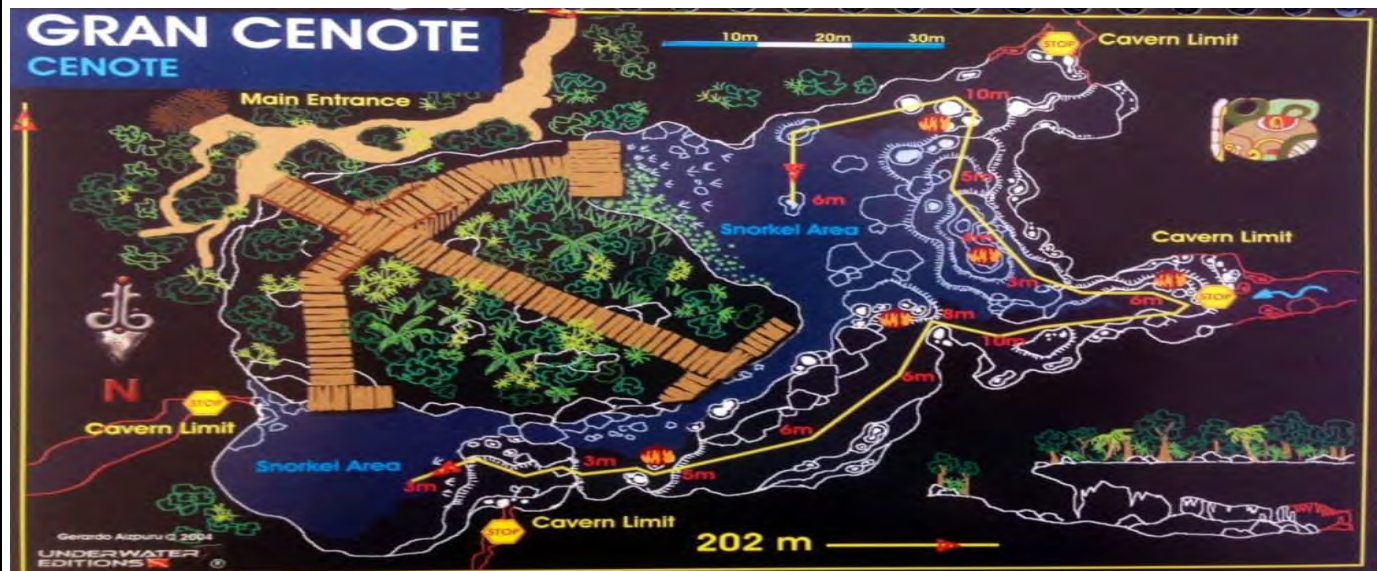 GRAN CENOTE
CENOTE
10m 20m 30m
STOP Cavern Limit
Main Entrance
10m
5m
6m
Snorkel Area
Cavern Limit
5m
6m
STOP
8m
10m
N
6m
STOP
Cavern Limit
6m
Snorkel Area
3m
5m
3m
STOP
Cavern Limit
202 m
Gerardo Aizpuru © 2004
UNDERWATER
EDITIONS
®